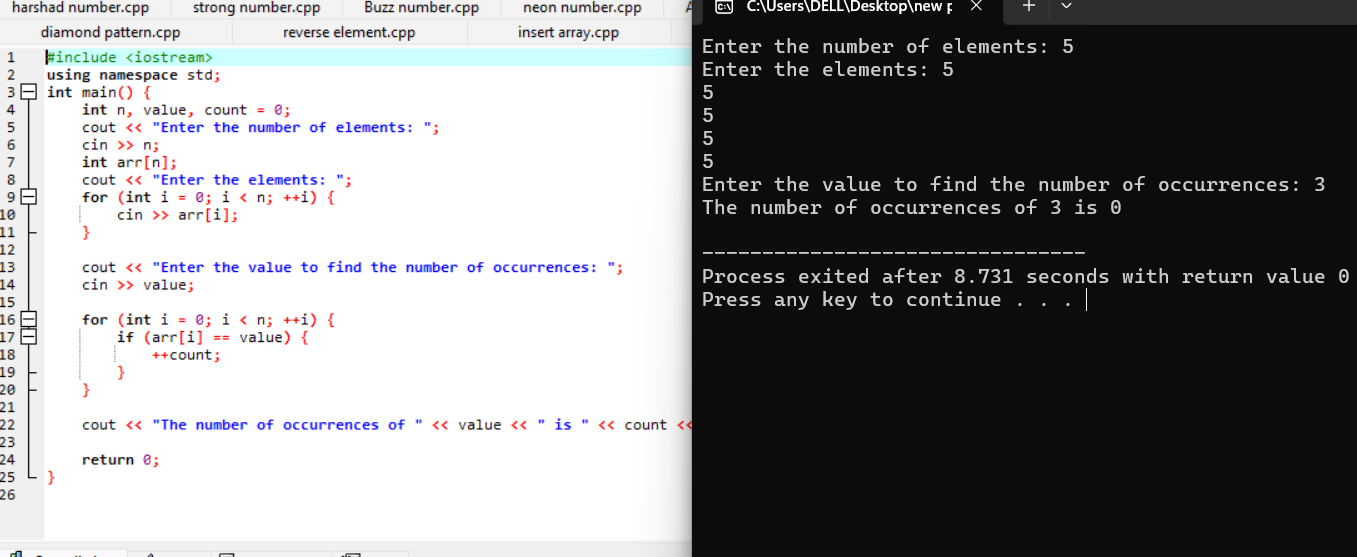 harshad number.cpp strong number.cpp Buzz number.cpp neon number.cpp
diamond pattern.cpp reverse element.cpp insert array.cpp
1 #include <iostream>
2 using namespace std;
3 int main() {
4 int n, value, count = 0;
5 cout << "Enter the number of elements: ";
6 cin >> n;
7 int arr[n];
8 cout << "Enter the elements: ";
9 for (int i = 0; i < n; ++i) {
10 cin >> arr[i];
11 }
12
13 cout << "Enter the value to find the number of occurrences: ";
14 cin >> value;
15
16 for (int i = 0; i < n; ++i) {
17 if (arr[i] == value) {
18 ++count;
19 }
20 }
21
22 cout << "The number of occurrences of " << value << " is " << count <<
23
24 return 0;
25 }
26
C:\Users\DELL\Desktop\new
Enter the number of elements: 5
Enter the elements: 5
5
5
5
5
Enter the value to find the number of occurrences: 3
The number of occurrences of 3 is 0
--------------------------------
Process exited after 8.731 seconds with return value 0
Press any key to continue . . .